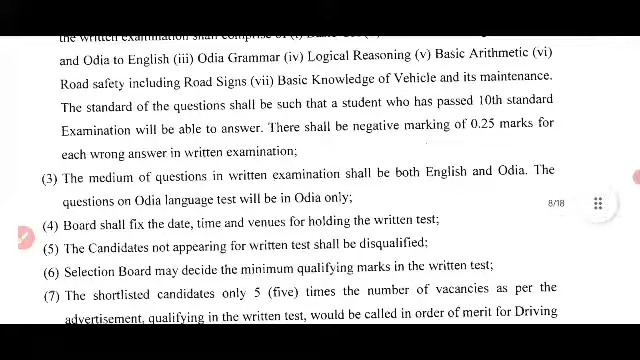 the written examination shall comprise of (i) Basic
and Odia to English (iii) Odia Grammar (iv) Logical Reasoning (v) Basic Arithmetic (vi)
Road safety including Road Signs (vii) Basic Knowledge of Vehicle and its maintenance.
The standard of the questions shall be such that a student who has passed 10th standard
Examination will be able to answer. There shall be negative marking of 0.25 marks for
each wrong answer in written examination;
(3) The medium of questions in written examination shall be both English and Odia. The
questions on Odia language test will be in Odia only;
8/18
(4) Board shall fix the date, time and venues for holding the written test;
(5) The Candidates not appearing for written test shall be disqualified;
(6) Selection Board may decide the minimum qualifying marks in the written test;
(7) The shortlisted candidates only 5 (five) times the number of vacancies as per the
advertisement, qualifying in the written test, would be called in order of merit for Driving